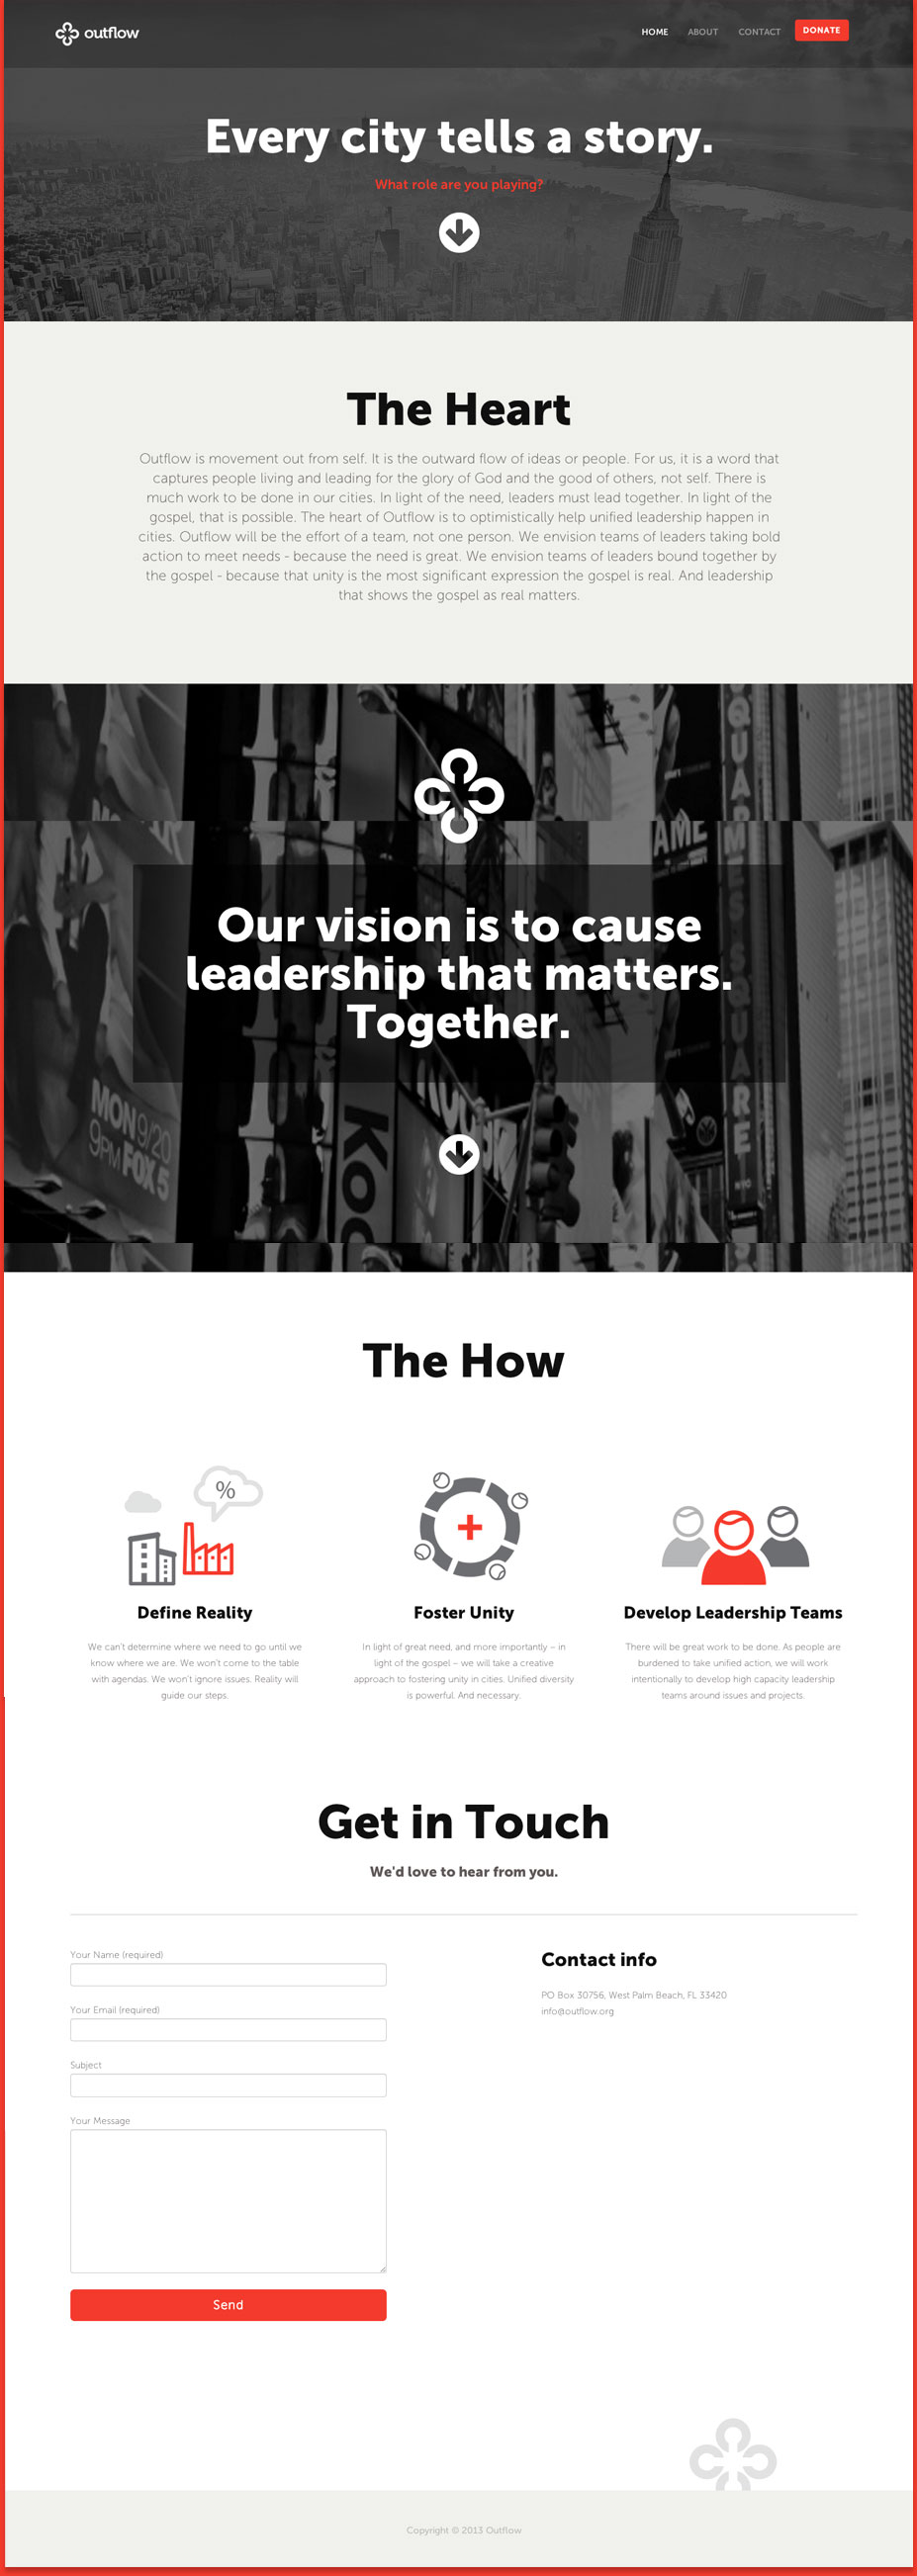 outflow
HOME ABOUT CONTACT DONATE
Every city tells a story.
What role are you playing?
The Heart
Outflow is movement out from self. It is the outward flow of ideas or people. For us, it is a word that
captures people living and leading for the glory of God and the good of others, not self. There is
much work to be done in our cities. In light of the need, leaders must lead together. In light of the
gospel, that is possible. The heart of Outflow is to optimistically help unified leadership happen in
cities. Outflow will be the effort of a team, not one person. We envision teams of leaders taking bold
action to meet needs - because the need is great. We envision teams of leaders bound together by
the gospel - because that unity is the most significant expression the gospel is real. And leadership
that shows the gospel as real matters.
QUA
AME
Our vision is to cause
leadership that matters.
Together.
MON 9/20
9PM FOX 5
Kod
The How
%
Define Reality
We can't determine where we need to go until we
know where we are. We won't come to the table
with agendas. We won't ignore issues. Reality will
guide our steps.
Foster Unity
In light of great need, and more importantly – in
light of the gospel – we will take a creative
approach to fostering unity in cities. Unified diversity
is powerful. And necessary.
Develop Leadership Teams
There will be great work to be done. As people are
burdened to take unified action, we will work
intentionally to develop high capacity leadership
teams around issues and projects.
Get in Touch
We'd love to hear from you.
Your Name (required)
Your Email (required)
Subject
Your Message
Send
Contact info
PO Box 30756, West Palm Beach, FL 33420
info@outflow.org
Copyright © 2013 Outflow